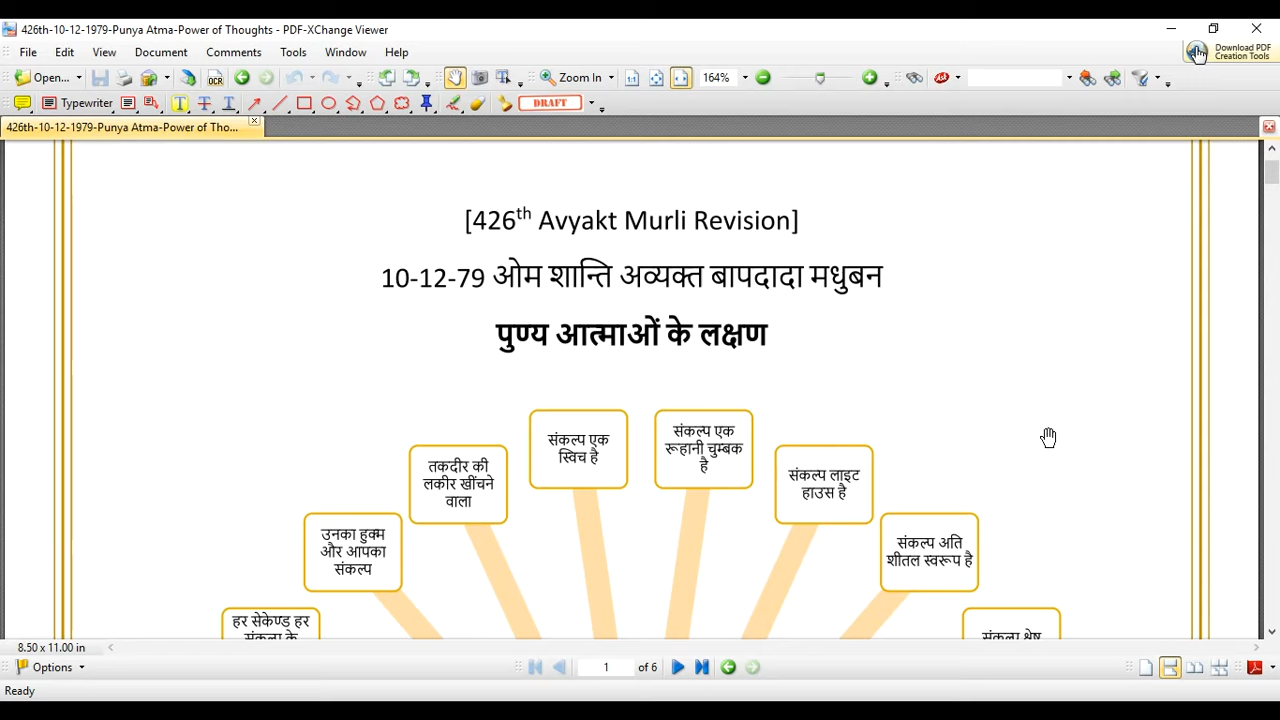 426th-10-12-1979-Punya Atma-Power of Thoughts - PDF-XChange Viewer
File Edit View Document Comments Tools Window Help
Download PDF
Creation Tools
Open...
OCR
Zoom In
164%
Typewriter
DRAFT
426th-10-12-1979-Punya Atma-Power of Tho...
[426th Avyakt Murli Revision]
10-12-79 ओम शान्ति अव्यक्त बापदादा मधुबन
पुण्य आत्माओं के लक्षण
संकल्प एक
स्विच है
संकल्प एक
रूहानी चुम्बक
है
तकदीर की
लकीर खींचने
वाला
संकल्प लाइट
हाउस है
उनका हुक्म
और आपका
संकल्प
संकल्प अति
शीतल स्वरूप है
हर सेकेण्ड हर
8.50 x 11.00 in
Options
1 of 6
Ready